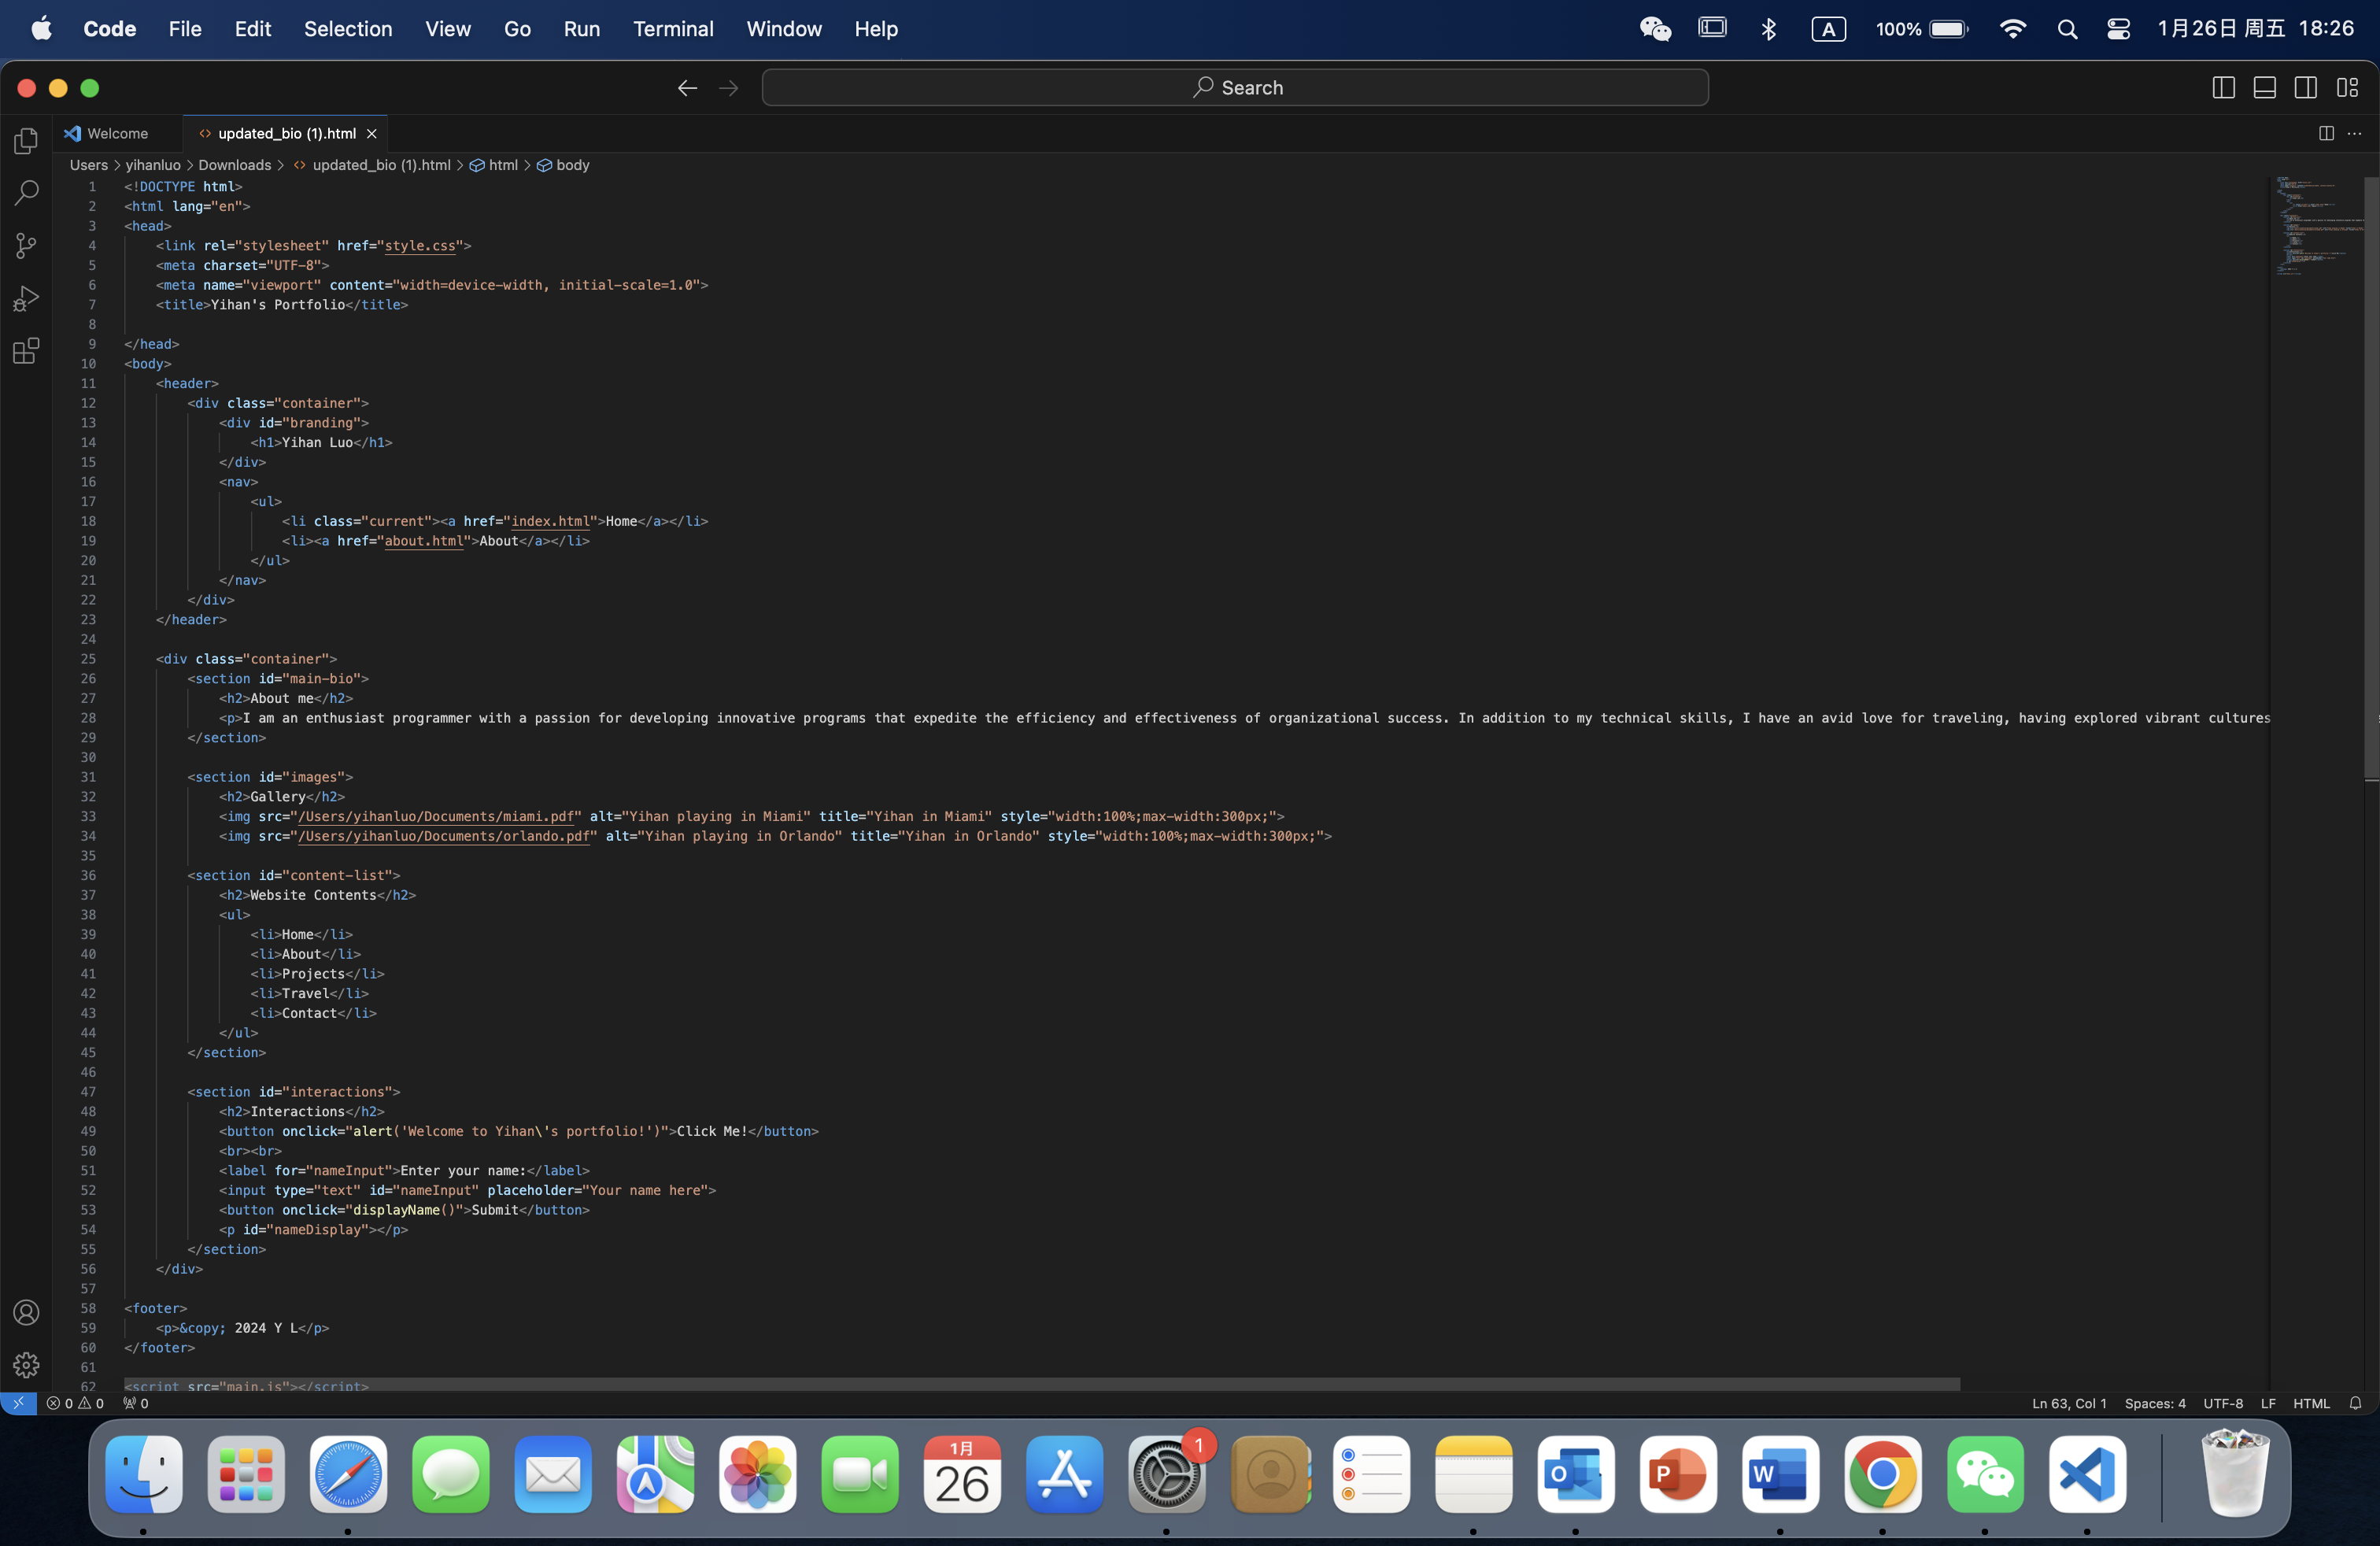 Code File Edit Selection View Go Run Terminal Window Help A 100% 1月26日 周五 18:26
Search
Welcome updated_bio (1).html
Users > yihanluo > Downloads > updated_bio (1).html > html > body
1 <!DOCTYPE html>
2 <html lang="en">
3 <head>
4 <link rel="stylesheet" href="style.css">
5 <meta charset="UTF-8">
6 <meta name="viewport" content="width=device-width, initial-scale=1.0">
7 <title>Yihan's Portfolio</title>
8
9 </head>
10 <body>
11 <header>
12 <div class="container">
13 <div id="branding">
14 <h1>Yihan Luo</h1>
15 </div>
16 <nav>
17 <ul>
18 <li class="current"><a href="index.html">Home</a></li>
19 <li><a href="about.html">About</a></li>
20 </ul>
21 </nav>
22 </div>
23 </header>
24
25 <div class="container">
26 <section id="main-bio">
27 <h2>About me</h2>
28 <p>I am an enthusiast programmer with a passion for developing innovative programs that expedite the efficiency and effectiveness of organizational success. In addition to my technical skills, I have an avid love for traveling, having explored vibrant cultures
29 </section>
30
31 <section id="images">
32 <h2>Gallery</h2>
33 <img src="/Users/yihanluo/Documents/miami.pdf" alt="Yihan playing in Miami" title="Yihan in Miami" style="width:100%;max-width:300px;">
34 <img src="/Users/yihanluo/Documents/orlando.pdf" alt="Yihan playing in Orlando" title="Yihan in Orlando" style="width:100%;max-width:300px;">
35
36 <section id="content-list">
37 <h2>Website Contents</h2>
38 <ul>
39 <li>Home</li>
40 <li>About</li>
41 <li>Projects</li>
42 <li>Travel</li>
43 <li>Contact</li>
44 </ul>
45 </section>
46
47 <section id="interactions">
48 <h2>Interactions</h2>
49 <button onclick="alert('Welcome to Yihan\'s portfolio!')">Click Me!</button>
50 <br><br>
51 <label for="nameInput">Enter your name:</label>
52 <input type="text" id="nameInput" placeholder="Your name here">
53 <button onclick="displayName()">Submit</button>
54 <p id="nameDisplay"></p>
55 </section>
56 </div>
57
58 <footer>
59 <p>&copy; 2024 Y L</p>
60 </footer>
61
62 <script src="main.js"></script>
0 0 0 Ln 63, Col 1 Spaces: 4 UTF-8 LF HTML
1月
26
1
O P W